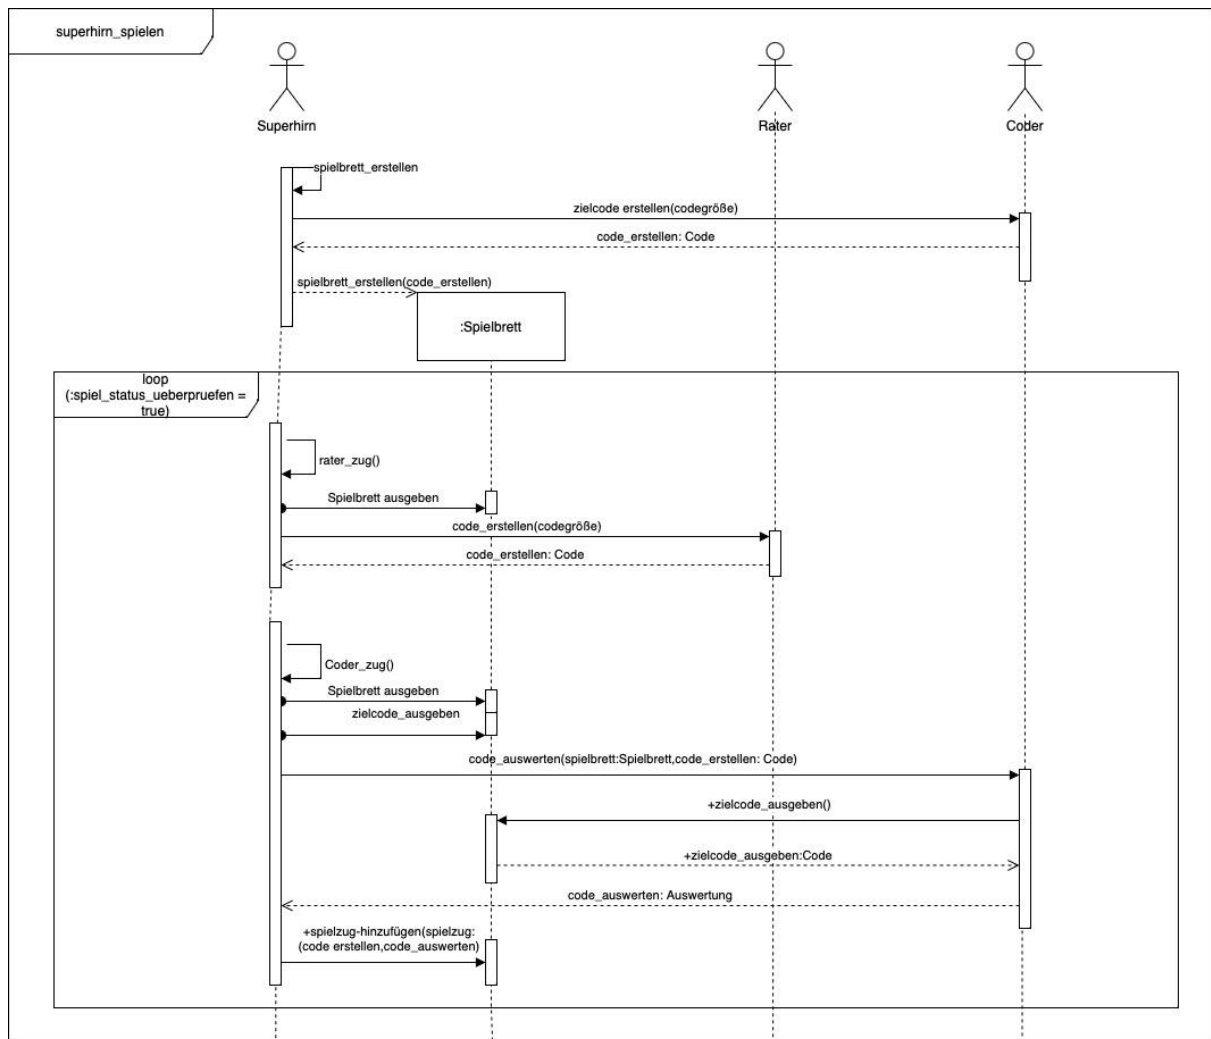 superhirn_spielen
Superhirn
Rater
Coder
spielbrett_erstellen
zielcode erstellen(codegröße)
code_erstellen: Code
spielbrett_erstellen(code_erstellen)
:Spielbrett
loop
(:spiel_status_ueberpruefen =
true)
rater_zug()
Spielbrett ausgeben
code_erstellen(codegröße)
code_erstellen: Code
Coder_zug()
Spielbrett ausgeben
zielcode_ausgeben
code_auswerten(spielbrett:Spielbrett,code_erstellen: Code)
+zielcode_ausgeben()
+zielcode_ausgeben:Code
code_auswerten: Auswertung
+spielzug-hinzufügen(spielzug:
(code erstellen,code_auswerten)